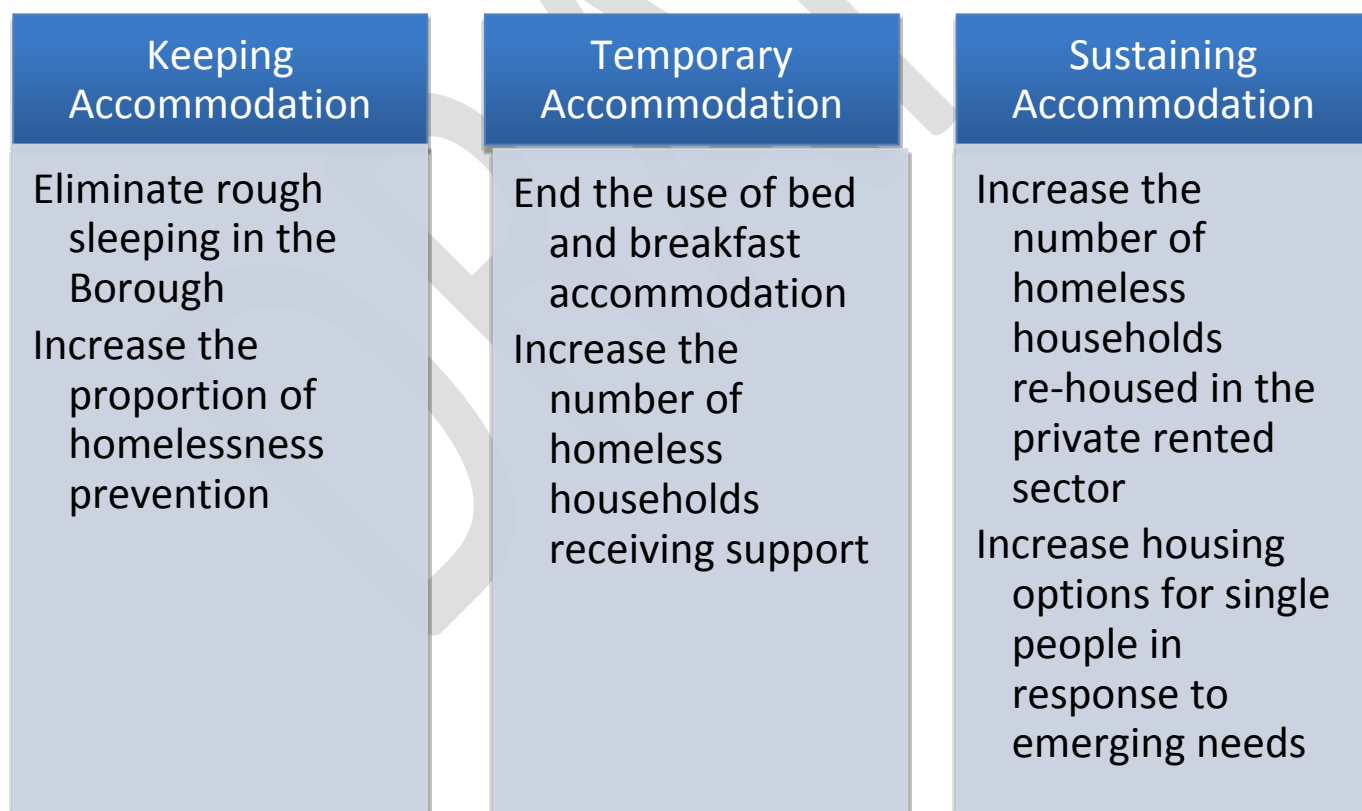 Keeping
Accommodation
Eliminate rough
sleeping in the
Borough
Increase the
proportion of
homelessness
prevention
Temporary
Accommodation
End the use of bed
and breakfast
accommodation
Increase the
number of
homeless
households
receiving support
Sustaining
Accommodation
Increase the
number of
homeless
households
re-housed in the
private rented
sector
Increase housing
options for single
people in
response to
emerging needs